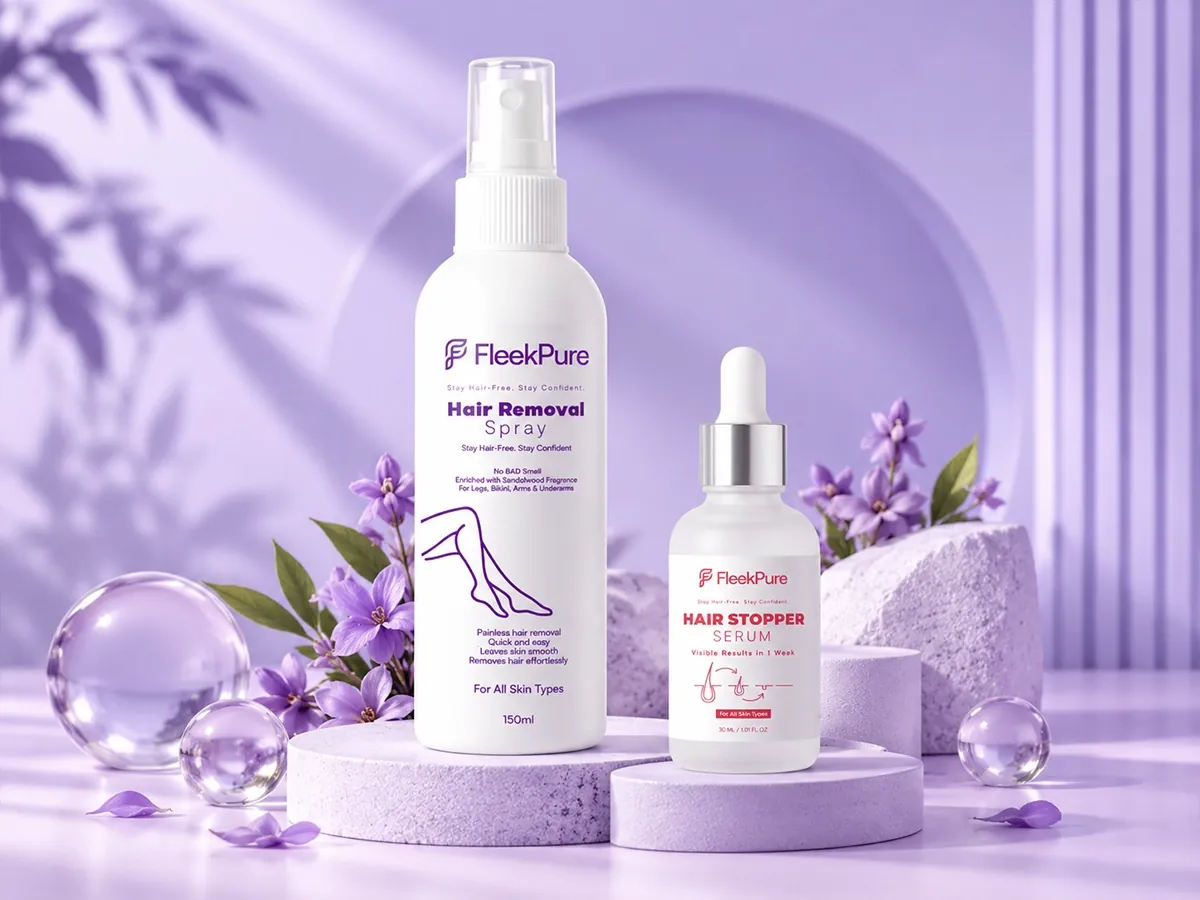 FleekPure
Stay Hair-Free. Stay Confident.
Hair Removal
Spray
Stay Hair-Free. Stay Confident
No BAD Smell
Enriched with Sandalwood Fragrance
For Legs, Bikini, Arms & Underarms
Painless hair removal
Quick and easy
Leaves skin smooth
Removes hair effortlessly
For All Skin Types
150ml
FleekPure
Stay Hair-Free. Stay Confident.
HAIR STOPPER
SERUM
Visible Results in 1 Week
For All Skin Types
30 ML / 1.01 FL OZ